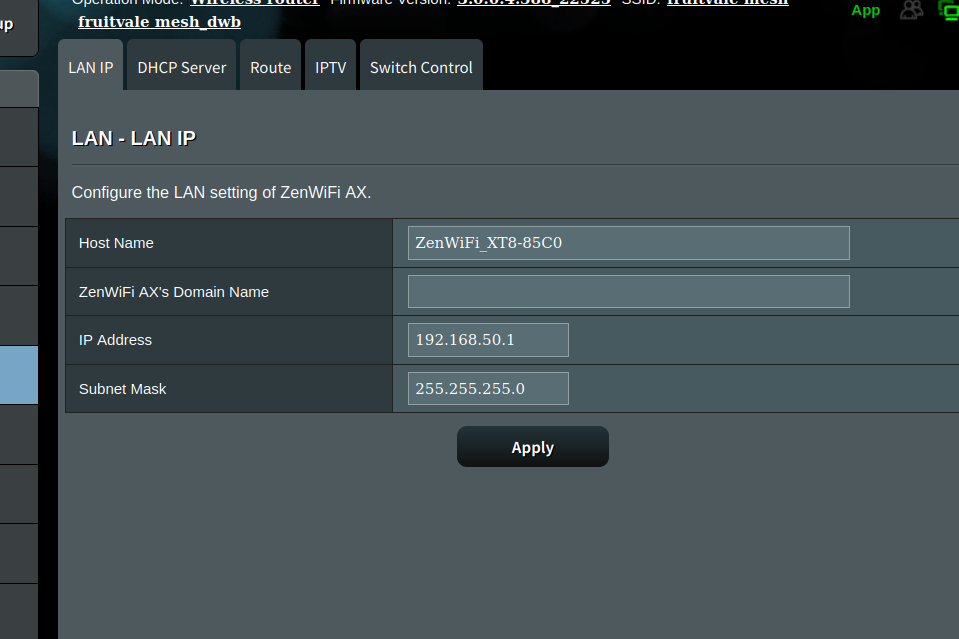 up
Operation Mode: Wireless router Firmware Version: 3.0.0.4.386_22525 SSID: fruitvale mesh
fruitvale mesh_dwb
App
LAN IP DHCP Server Route IPTV Switch Control
LAN - LAN IP
Configure the LAN setting of ZenWiFi AX.
Host Name ZenWiFi_XT8-85C0
ZenWiFi AX's Domain Name
IP Address 192.168.50.1
Subnet Mask 255.255.255.0
Apply